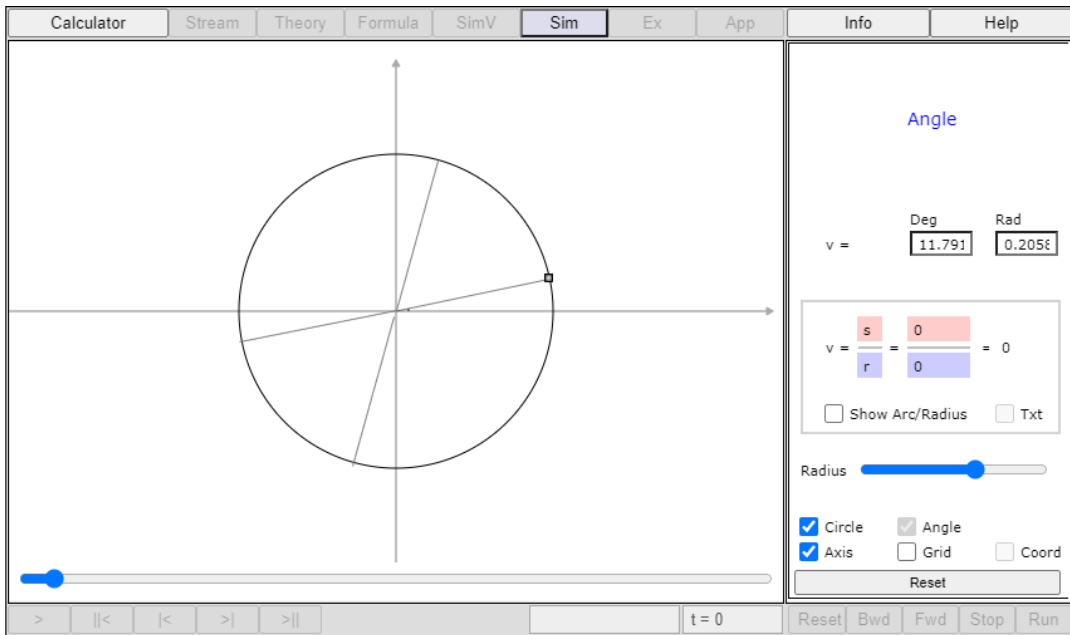 Calculator Stream Theory Formula SimV Sim Ex App Info Help
Angle
Deg Rad
v = 11.791 0.2058
s 0
v = = = 0
r 0
Show Arc/Radius Txt
Radius
Circle Angle
Axis Grid Coord
Reset
> ||< |< >| >|| t = 0 Reset Bwd Fwd Stop Run